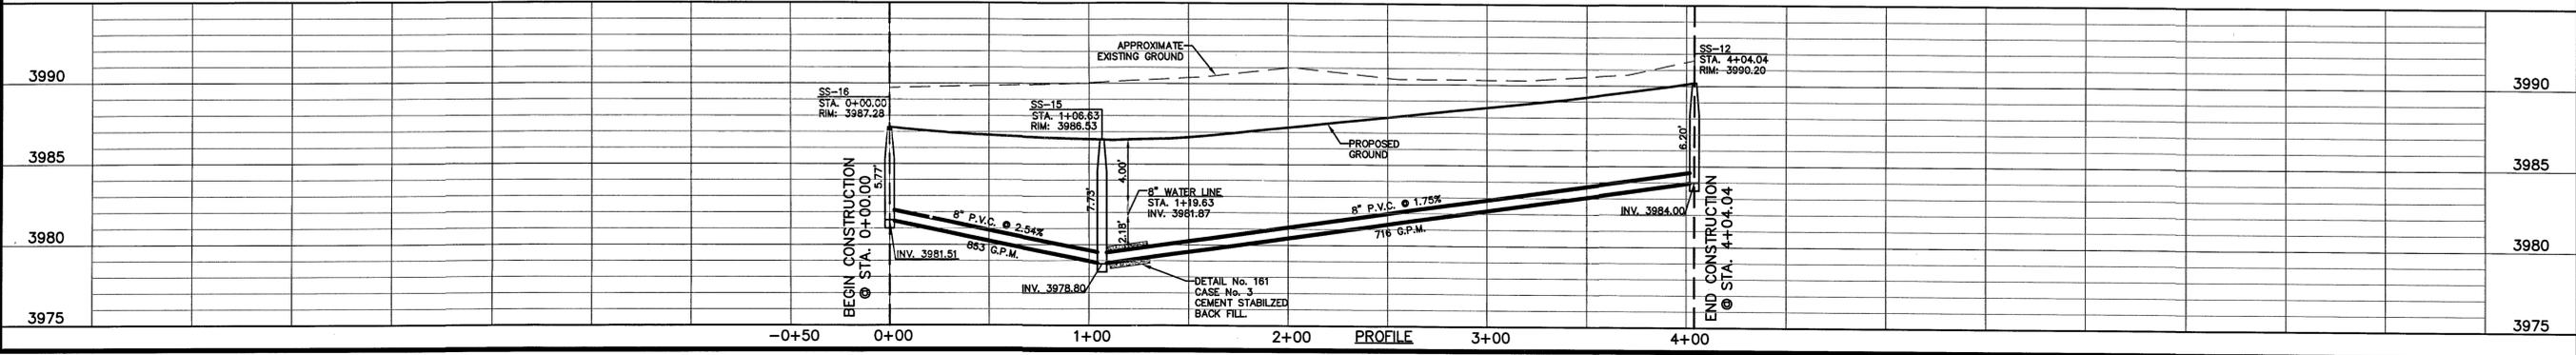 APPROXIMATE
EXISTING GROUND
SS-12
STA. 4+04.04
RIM: 3990.20
3990
3990
SS-16
STA. 0+00.00
RIM: 3987.28
SS-15
STA. 1+06.63
RIM: 3986.53
PROPOSED
GROUND
6.20'
3985
3985
5.77'
7.73'
4.00'
8" WATER LINE
STA. 1+19.63
INV. 3981.87
2.18'
8" P.V.C. @ 2.54%
853 G.P.M.
8" P.V.C. @ 1.75%
716 G.P.M.
INV. 3984.00
3980
3980
INV. 3981.51
INV. 3978.80
DETAIL No. 161
CASE No. 3
CEMENT STABILZED
BACK FILL.
BEGIN CONSTRUCTION
@ STA. 0+00.00
END CONSTRUCTION
@ STA. 4+04.04
3975
3975
-0+50
0+00
1+00
2+00
PROFILE
3+00
4+00